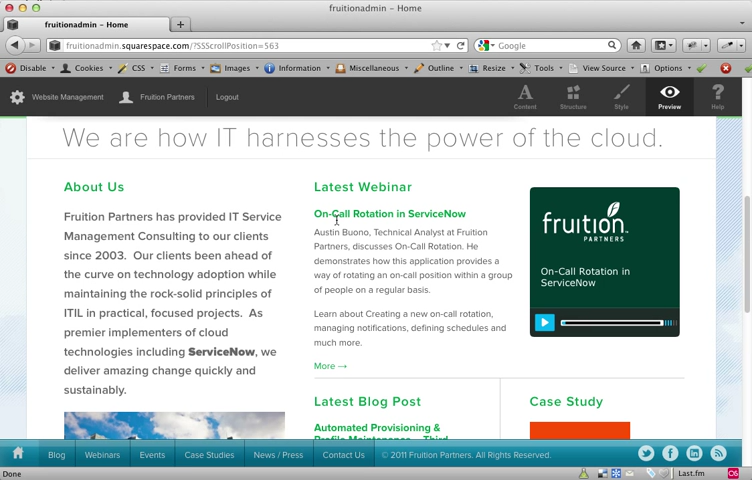 fruitionadmin - Home
fruitionadmin - Home
fruitionadmin.squarespace.com/?SSScrollPosition=563
Google
Disable Cookies CSS Forms Images Information Miscellaneous Outline Resize Tools View Source Options
Website Management Fruition Partners Logout
Content Structure Style Preview Help
We are how IT harnesses the power of the cloud.
About Us
Fruition Partners has provided IT Service
Management Consulting to our clients
since 2003. Our clients been ahead of
the curve on technology adoption while
maintaining the rock-solid principles of
ITIL in practical, focused projects. As
premier implementers of cloud
technologies including ServiceNow, we
deliver amazing change quickly and
sustainably.
Latest Webinar
On-Call Rotation in ServiceNow
Austin Buono, Technical Analyst at Fruition
Partners, discusses On-Call Rotation. He
demonstrates how this application provides a
way of rotating an on-call position within a group
of people on a regular basis.
Learn about Creating a new on-call rotation,
managing notifications, defining schedules and
much more.
More →
fruition
PARTNERS
On-Call Rotation in
ServiceNow
Latest Blog Post
Automated Provisioning &
Profile Maintenance - Third
Case Study
Blog Webinars Events Case Studies News / Press Contact Us © 2011 Fruition Partners. All Rights Reserved.
Done
Last.fm